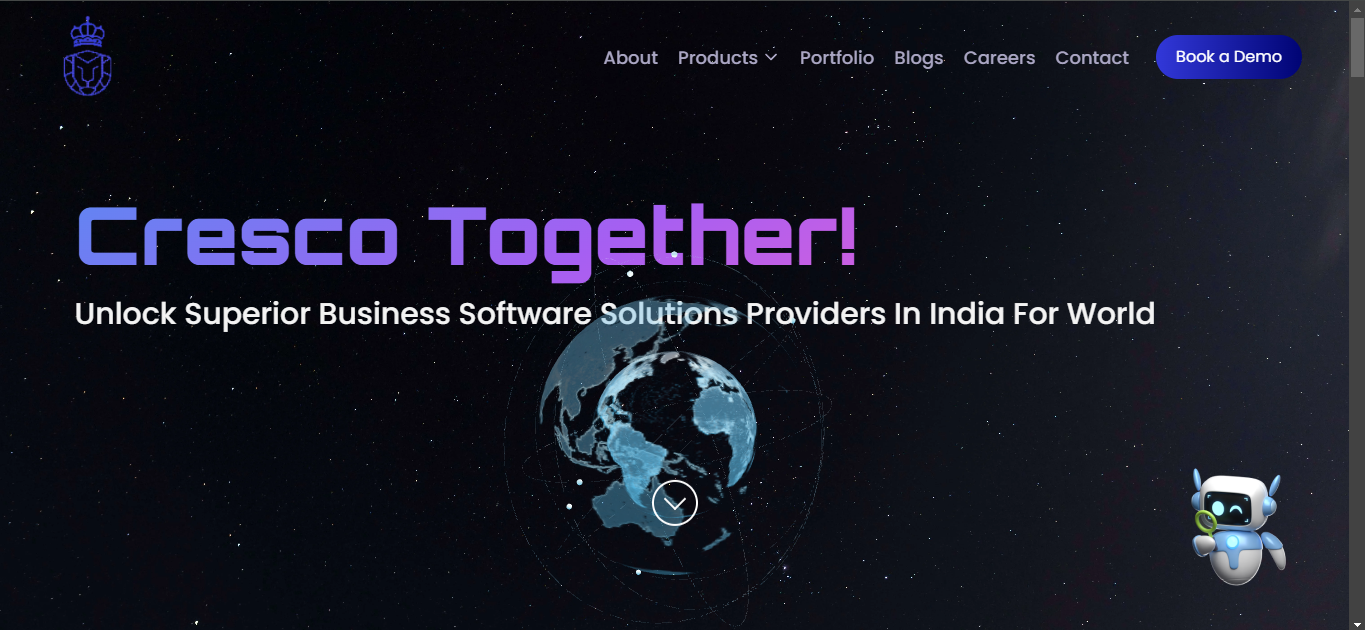 About Products Portfolio Blogs Careers Contact Book a Demo
Cresco Together!
Unlock Superior Business Software Solutions Providers In India For World